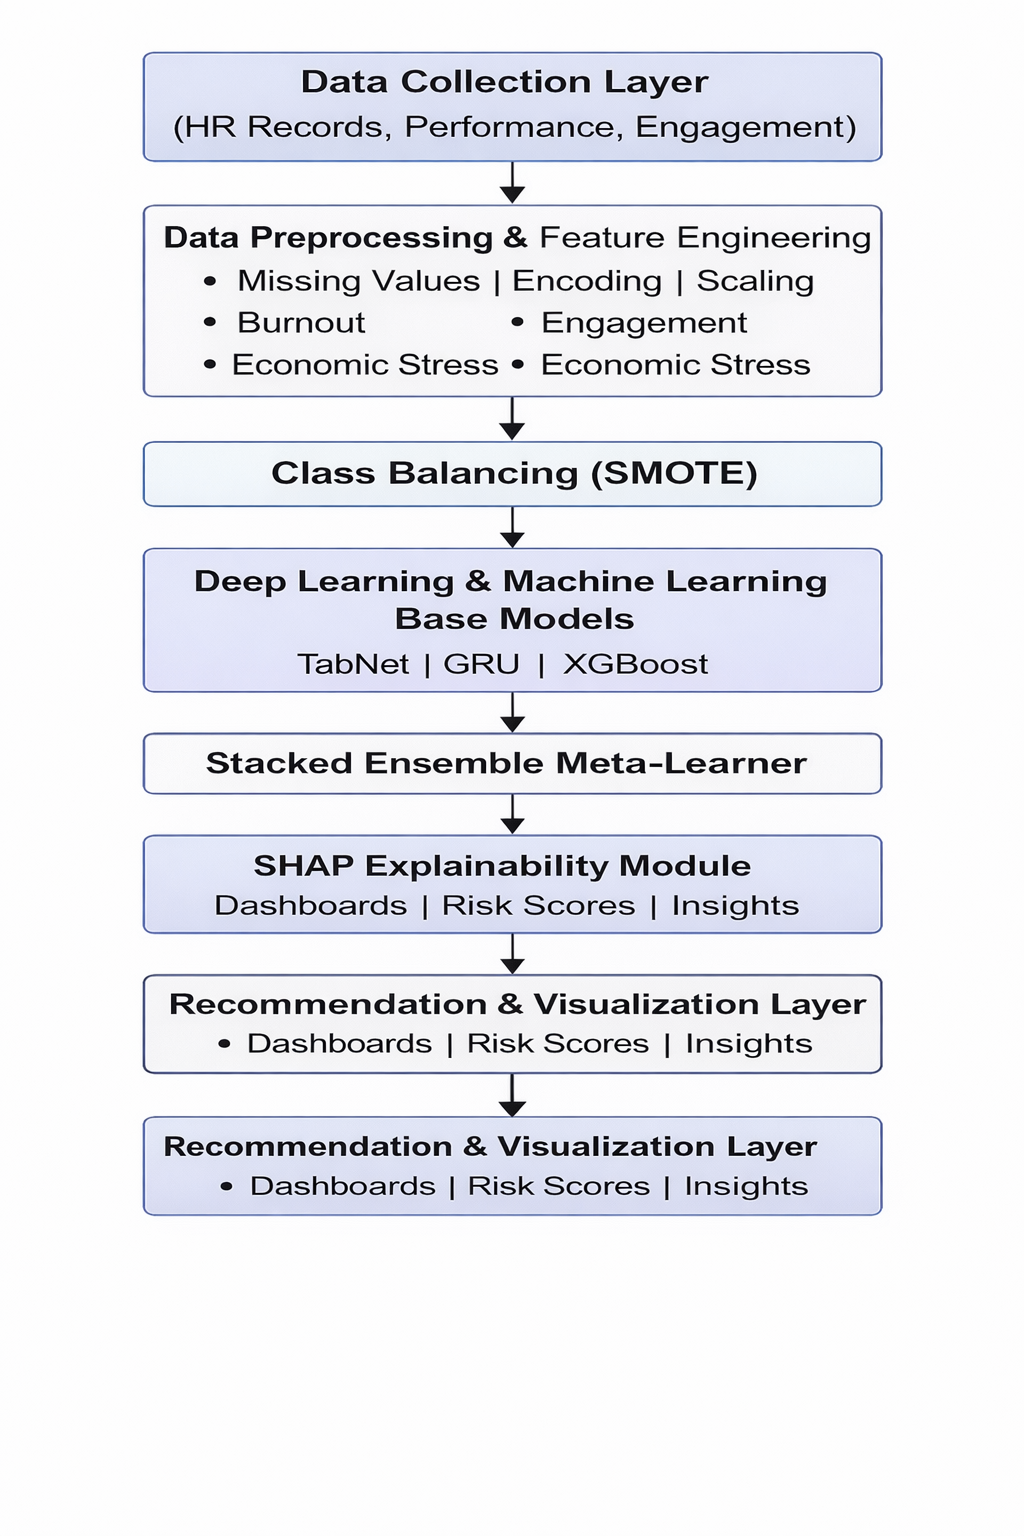 Data Collection Layer
(HR Records, Performance, Engagement)
Data Preprocessing & Feature Engineering
• Missing Values | Encoding | Scaling
• Burnout • Engagement
• Economic Stress • Economic Stress
Class Balancing (SMOTE)
Deep Learning & Machine Learning
Base Models
TabNet | GRU | XGBoost
Stacked Ensemble Meta-Learner
SHAP Explainability Module
Dashboards | Risk Scores | Insights
Recommendation & Visualization Layer
• Dashboards | Risk Scores | Insights
Recommendation & Visualization Layer
• Dashboards | Risk Scores | Insights